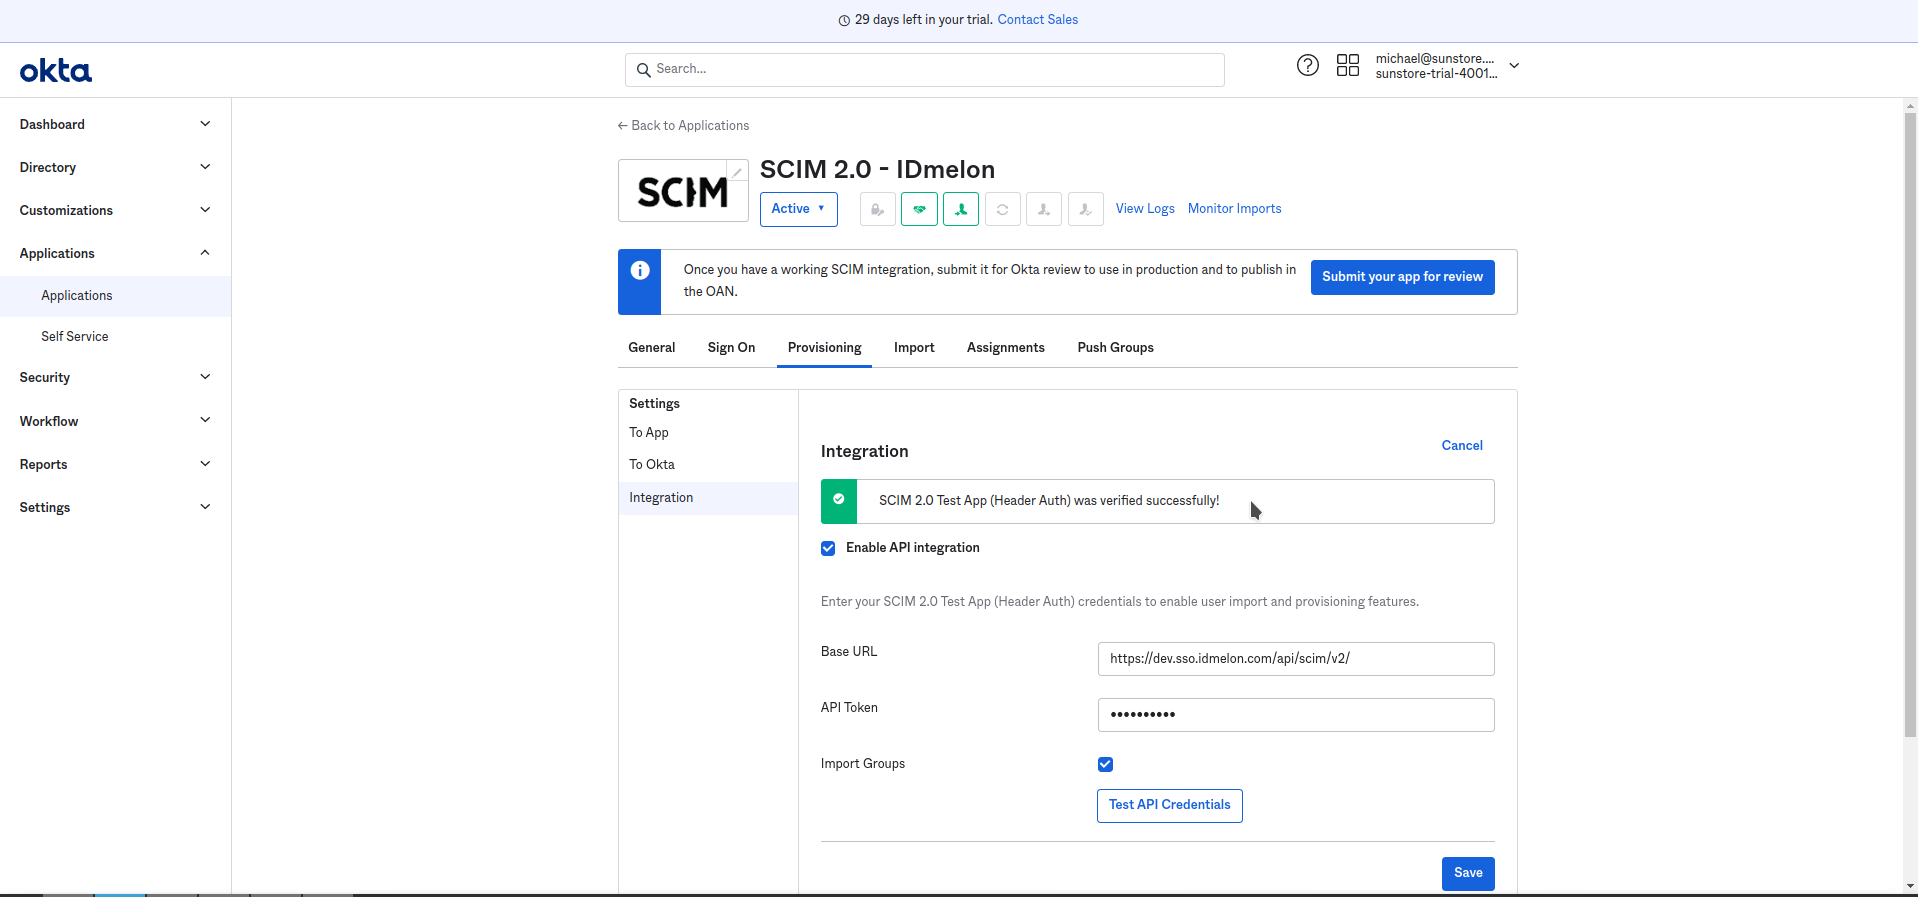 29 days left in your trial. Contact Sales
okta
Search...
michael@sunstore....
sunstore-trial-4001...
Dashboard
Directory
Customizations
Applications
Applications
Self Service
Security
Workflow
Reports
Settings
← Back to Applications
SCIM
SCIM 2.0 - IDmelon
Active
View Logs
Monitor Imports
Once you have a working SCIM integration, submit it for Okta review to use in production and to publish in
the OAN.
Submit your app for review
General
Sign On
Provisioning
Import
Assignments
Push Groups
Settings
To App
To Okta
Integration
Integration
Cancel
SCIM 2.0 Test App (Header Auth) was verified successfully!
Enable API integration
Enter your SCIM 2.0 Test App (Header Auth) credentials to enable user import and provisioning features.
Base URL
https://dev.sso.idmelon.com/api/scim/v2/
API Token
••••••••••
Import Groups
Test API Credentials
Save